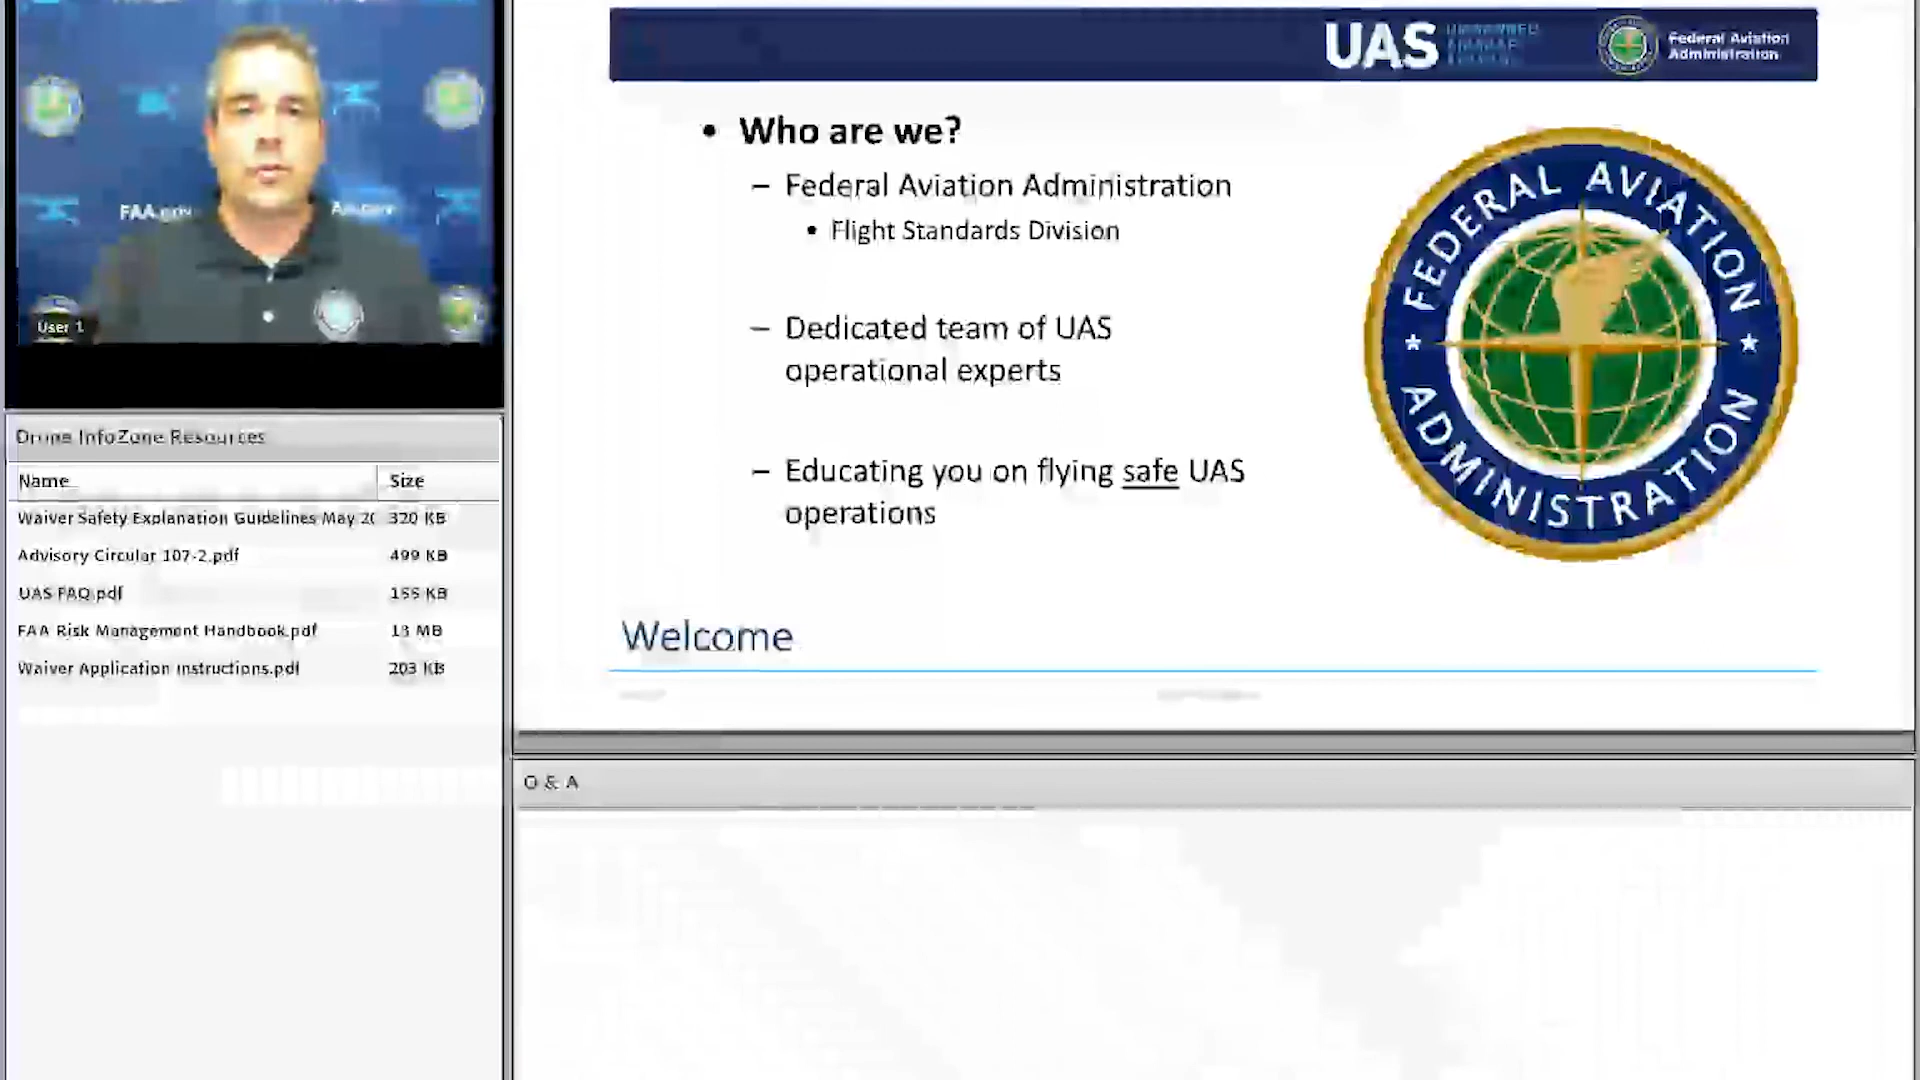 FAA.gov
User 1
Drone InfoZone Resources
Name Size
Waiver Safety Explanation Guidelines May 20 320 KB
Advisory Circular 107-2.pdf 499 KB
UAS FAQ.pdf 155 KB
FAA Risk Management Handbook.pdf 13 MB
Waiver Application Instructions.pdf 203 KB
UAS
Federal Aviation
Administration
• Who are we?
– Federal Aviation Administration
• Flight Standards Division
– Dedicated team of UAS
operational experts
– Educating you on flying safe UAS
operations
FEDERAL AVIATION
ADMINISTRATION
Welcome
Q & A